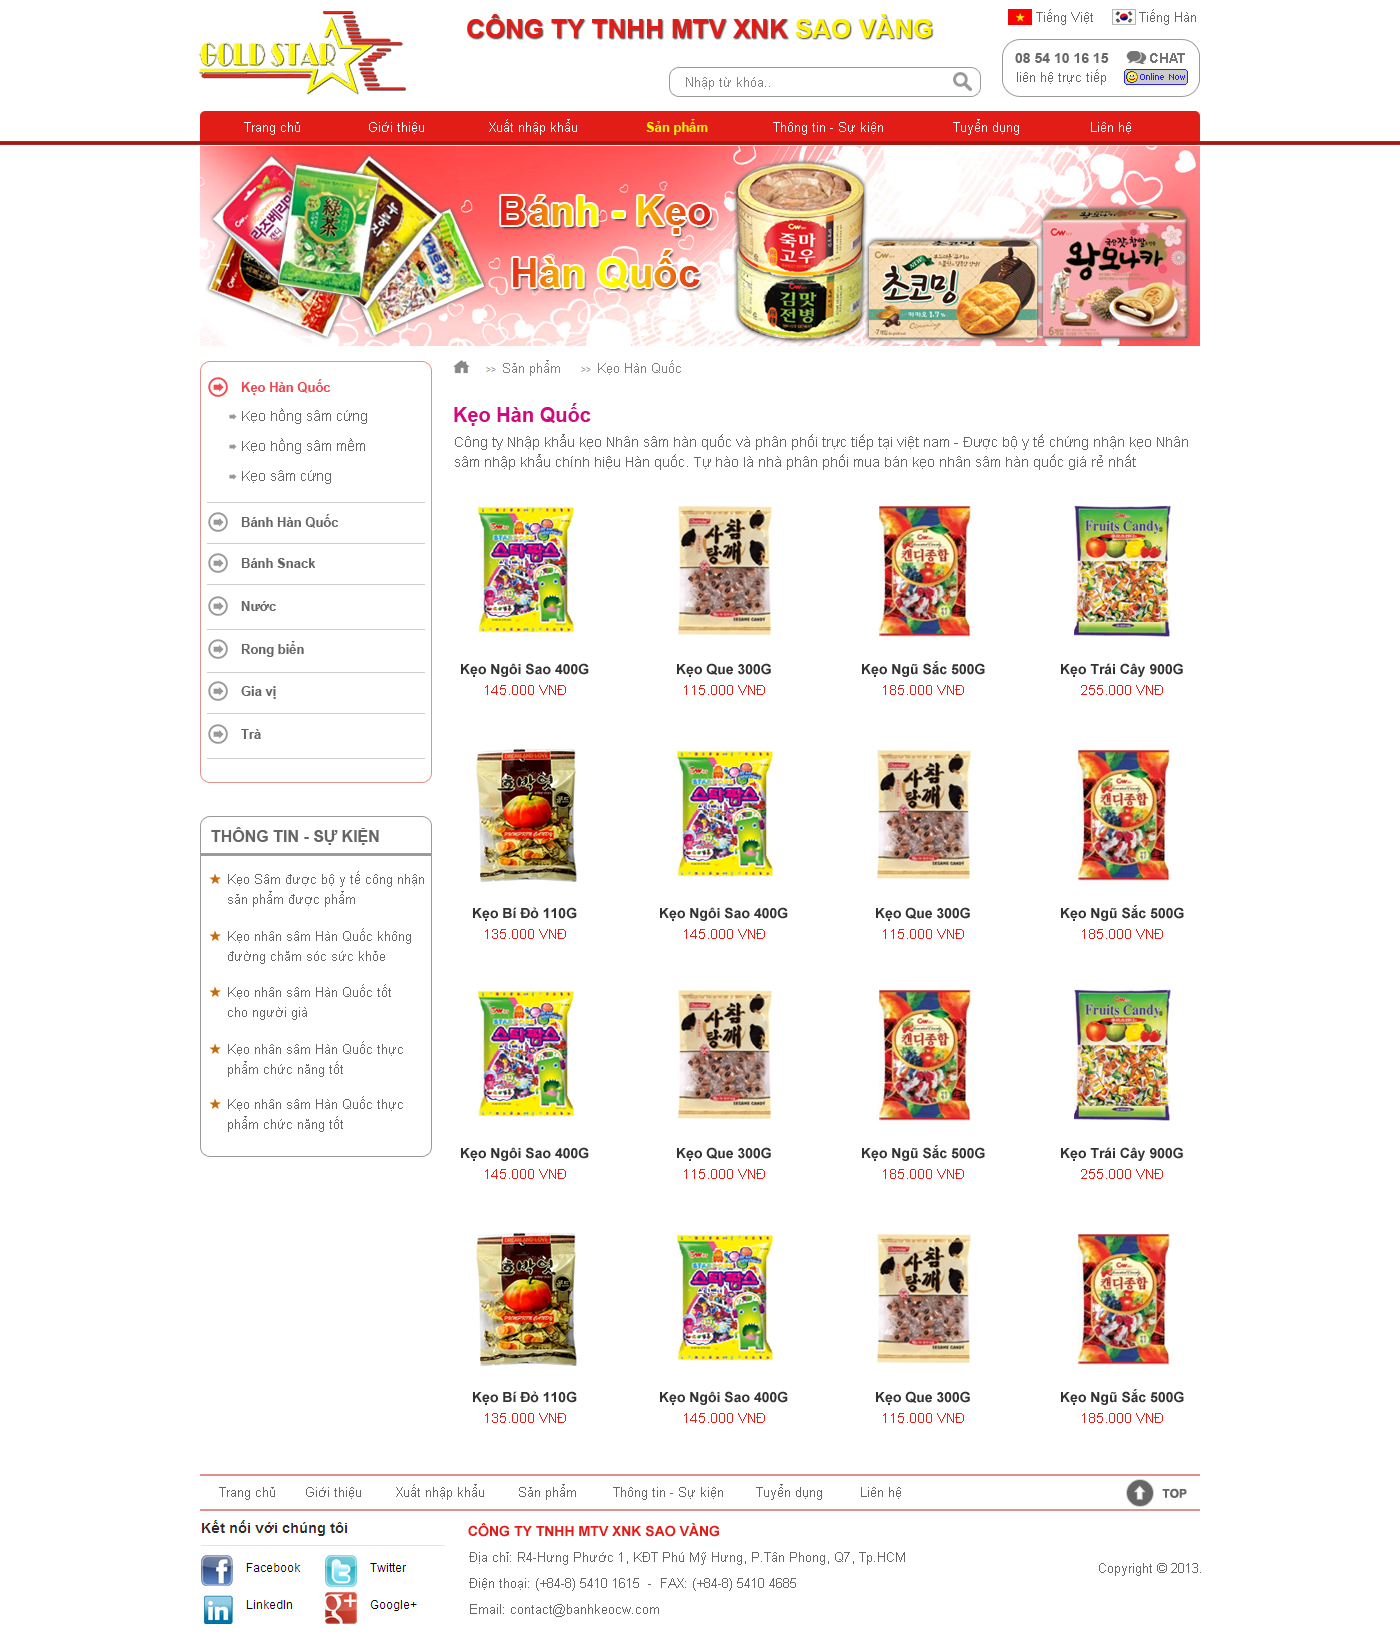 GOLD STAR
CÔNG TY TNHH MTV XNK SAO VÀNG
Tiếng Việt
Tiếng Hàn
Nhập từ khóa..
08 54 10 16 15
liên hệ trực tiếp
CHAT
Online Now
Trang chủ
Giới thiệu
Xuất nhập khẩu
Sản phẩm
Thông tin - Sự kiện
Tuyển dụng
Liên hệ
Bánh - Kẹo
Hàn Quốc
>> Sản phẩm >> Kẹo Hàn Quốc
Kẹo Hàn Quốc
Kẹo hồng sâm cứng
Kẹo hồng sâm mềm
Kẹo sâm cứng
Bánh Hàn Quốc
Bánh Snack
Nước
Rong biển
Gia vị
Trà
THÔNG TIN - SỰ KIỆN
Kẹo Sâm được bộ y tế công nhận
sản phẩm được phẩm
Kẹo nhân sâm Hàn Quốc không
đường chăm sóc sức khỏe
Kẹo nhân sâm Hàn Quốc tốt
cho người già
Kẹo nhân sâm Hàn Quốc thực
phẩm chức năng tốt
Kẹo nhân sâm Hàn Quốc thực
phẩm chức năng tốt
Kẹo Hàn Quốc
Công ty Nhập khẩu kẹo Nhân sâm hàn quốc và phân phối trực tiếp tại việt nam - Được bộ y tế chứng nhận kẹo Nhân
sâm nhập khẩu chính hiệu Hàn quốc. Tự hào là nhà phân phối mua bán kẹo nhân sâm hàn quốc giá rẻ nhất
Kẹo Ngôi Sao 400G
145.000 VNĐ
Kẹo Que 300G
115.000 VNĐ
Kẹo Ngũ Sắc 500G
185.000 VNĐ
Kẹo Trái Cây 900G
255.000 VNĐ
Kẹo Bí Đỏ 110G
135.000 VNĐ
Kẹo Ngôi Sao 400G
145.000 VNĐ
Kẹo Que 300G
115.000 VNĐ
Kẹo Ngũ Sắc 500G
185.000 VNĐ
Kẹo Ngôi Sao 400G
145.000 VNĐ
Kẹo Que 300G
115.000 VNĐ
Kẹo Ngũ Sắc 500G
185.000 VNĐ
Kẹo Trái Cây 900G
255.000 VNĐ
Kẹo Bí Đỏ 110G
135.000 VNĐ
Kẹo Ngôi Sao 400G
145.000 VNĐ
Kẹo Que 300G
115.000 VNĐ
Kẹo Ngũ Sắc 500G
185.000 VNĐ
Trang chủ
Giới thiệu
Xuất nhập khẩu
Sản phẩm
Thông tin - Sự kiện
Tuyển dụng
Liên hệ
TOP
Kết nối với chúng tôi
Facebook
Twitter
LinkedIn
Google+
CÔNG TY TNHH MTV XNK SAO VÀNG
Địa chỉ: R4-Hưng Phước 1, KĐT Phú Mỹ Hưng, P.Tân Phong, Q7, Tp.HCM
Điện thoại: (+84-8) 5410 1615 - FAX: (+84-8) 5410 4685
Email: contact@banhkeocw.com
Copyright © 2013.